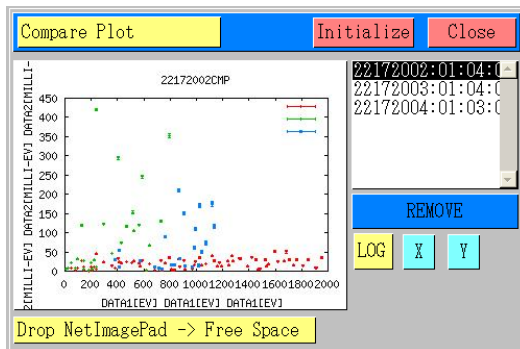 Compare Plot
Initialize
Close
22172002CMP
22172002:01:04:0
22172003:01:04:0
22172004:01:03:0
450
400
350
300
250
200
150
100
50
0
2[MILLI-EV] DATA2[MILLI-EV] DATA2[MILLI-
0 200 400 600 800 1000 1200 1400 1600 1800 2000
DATA1[EV] DATA1[EV] DATA1[EV]
REMOVE
LOG
X
Y
Drop NetImagePad -> Free Space